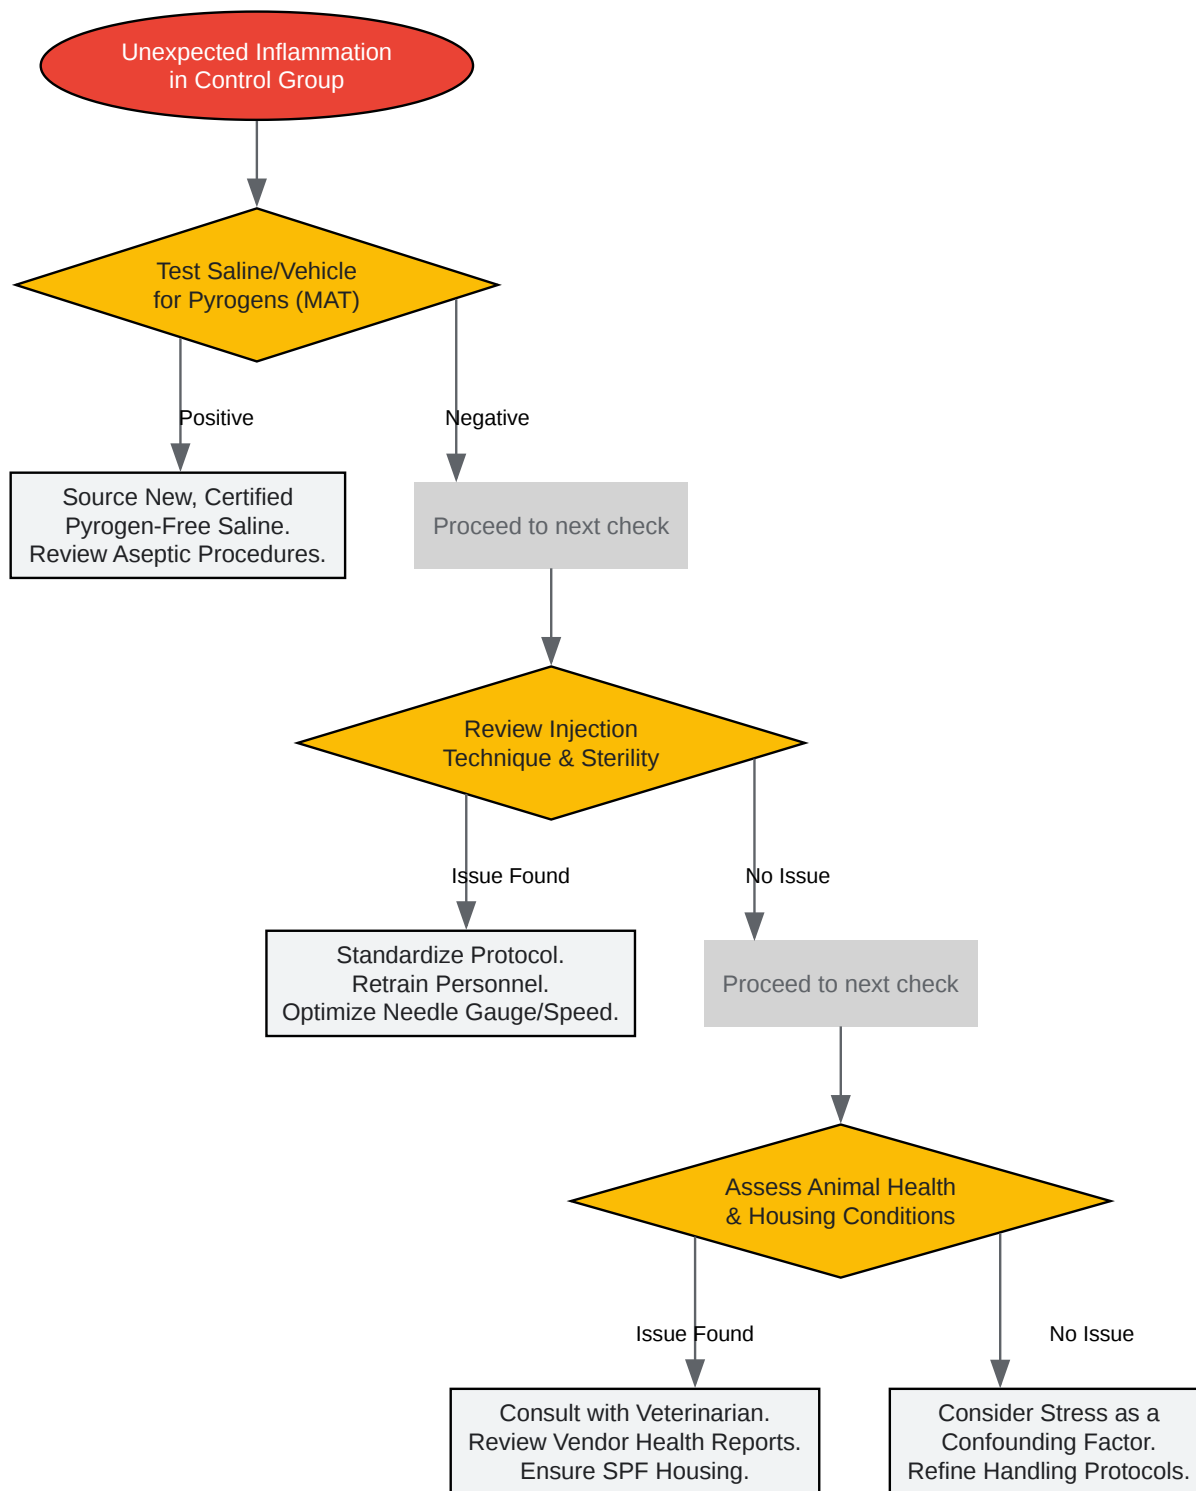 Unexpected Inflammation
in Control Group
Test Saline/Vehicle
for Pyrogens (MAT)
Positive
Negative
Source New, Certified
Pyrogen-Free Saline.
Review Aseptic Procedures.
Proceed to next check
Review Injection
Technique & Sterility
Issue Found
No Issue
Standardize Protocol.
Retrain Personnel.
Optimize Needle Gauge/Speed.
Proceed to next check
Assess Animal Health
& Housing Conditions
Issue Found
No Issue
Consult with Veterinarian.
Review Vendor Health Reports.
Ensure SPF Housing.
Consider Stress as a
Confounding Factor.
Refine Handling Protocols.